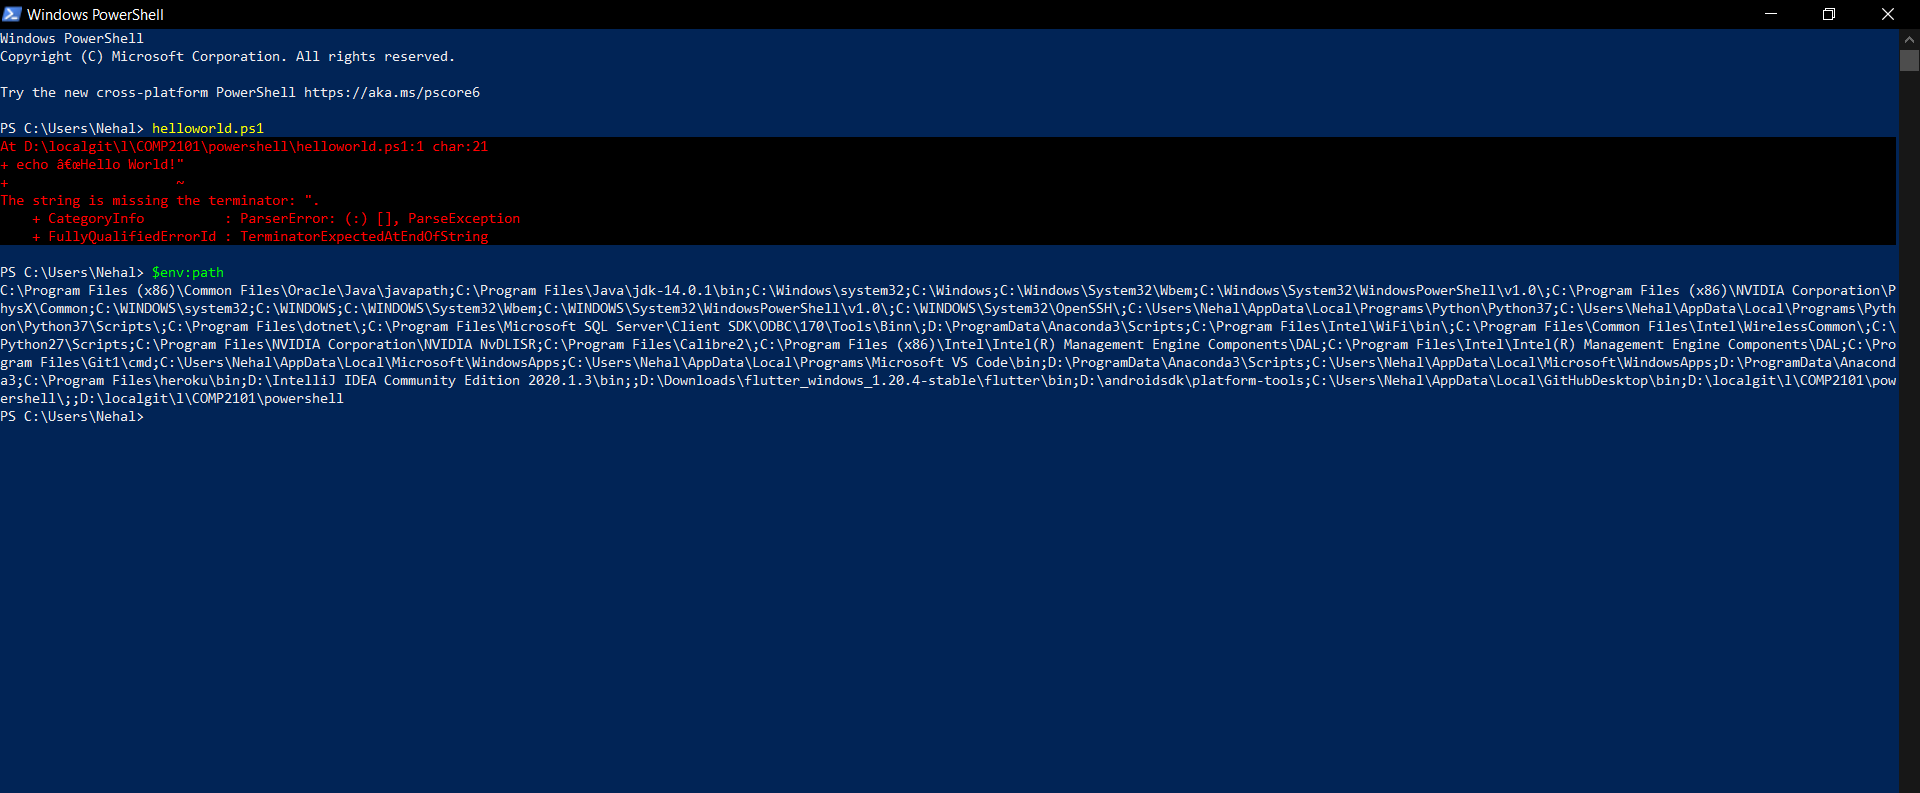 Windows PowerShell
Windows PowerShell
Copyright (C) Microsoft Corporation. All rights reserved.
Try the new cross-platform PowerShell https://aka.ms/pscore6
PS C:\Users\Nehal> helloworld.ps1
At D:\localgit\l\COMP2101\powershell\helloworld.ps1:1 char:21
+ echo â€œHello World!"
+                     ~
The string is missing the terminator: ".
    + CategoryInfo          : ParserError: (:) [], ParseException
    + FullyQualifiedErrorId : TerminatorExpectedAtEndOfString
PS C:\Users\Nehal> $env:path
C:\Program Files (x86)\Common Files\Oracle\Java\javapath;C:\Program Files\Java\jdk-14.0.1\bin;C:\Windows\system32;C:\Windows;C:\Windows\System32\Wbem;C:\Windows\System32\WindowsPowerShell\v1.0\;C:\Program Files (x86)\NVIDIA Corporation\P
hysX\Common;C:\WINDOWS\system32;C:\WINDOWS;C:\WINDOWS\System32\Wbem;C:\WINDOWS\System32\WindowsPowerShell\v1.0\;C:\WINDOWS\System32\OpenSSH\;C:\Users\Nehal\AppData\Local\Programs\Python\Python37;C:\Users\Nehal\AppData\Local\Programs\Pyth
on\Python37\Scripts\;C:\Program Files\dotnet\;C:\Program Files\Microsoft SQL Server\Client SDK\ODBC\170\Tools\Binn\;D:\ProgramData\Anaconda3\Scripts;C:\Program Files\Intel\WiFi\bin\;C:\Program Files\Common Files\Intel\WirelessCommon\;C:\
Python27\Scripts;C:\Program Files\NVIDIA Corporation\NVIDIA NvDLISR;C:\Program Files\Calibre2\;C:\Program Files (x86)\Intel\Intel(R) Management Engine Components\DAL;C:\Program Files\Intel\Intel(R) Management Engine Components\DAL;C:\Pro
gram Files\Git1\cmd;C:\Users\Nehal\AppData\Local\Microsoft\WindowsApps;C:\Users\Nehal\AppData\Local\Programs\Microsoft VS Code\bin;D:\ProgramData\Anaconda3\Scripts;C:\Users\Nehal\AppData\Local\Microsoft\WindowsApps;D:\ProgramData\Anacond
a3;C:\Program Files\heroku\bin;D:\IntelliJ IDEA Community Edition 2020.1.3\bin;;D:\Downloads\flutter_windows_1.20.4-stable\flutter\bin;D:\androidsdk\platform-tools;C:\Users\Nehal\AppData\Local\GitHubDesktop\bin;D:\localgit\l\COMP2101\pow
ershell\;;D:\localgit\l\COMP2101\powershell
PS C:\Users\Nehal>